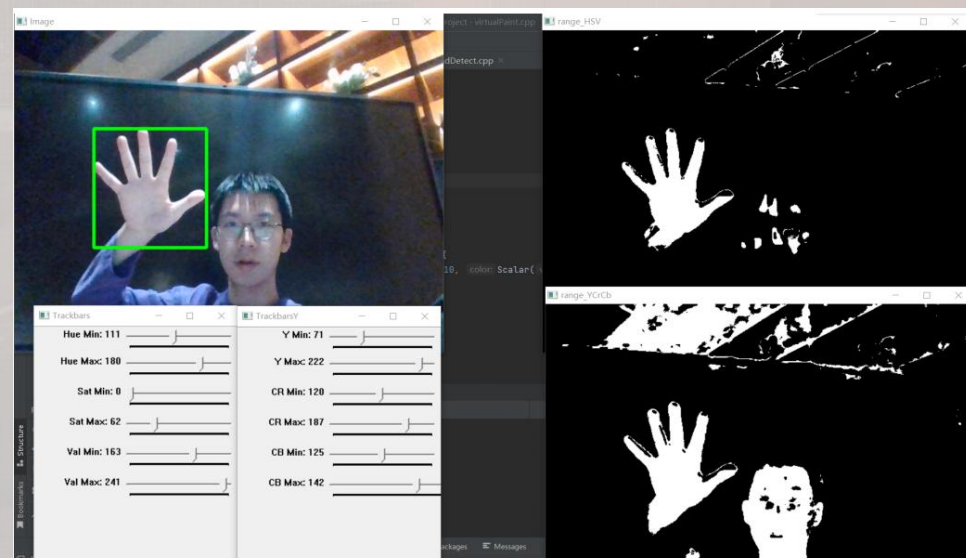 Image
roject - virtualPaint.cpp
dDetect.cpp
10, color: Scalar(
range_HSV
range_YCrCb
Trackbars
Hue Min: 111
Hue Max: 180
Sat Min: 0
Sat Max: 62
Val Min: 163
Val Max: 241
TrackbarsY
Y Min: 71
Y Max: 222
CR Min: 120
CR Max: 187
CB Min: 125
CB Max: 142
Structure
Bookmarks
ackages
Messages